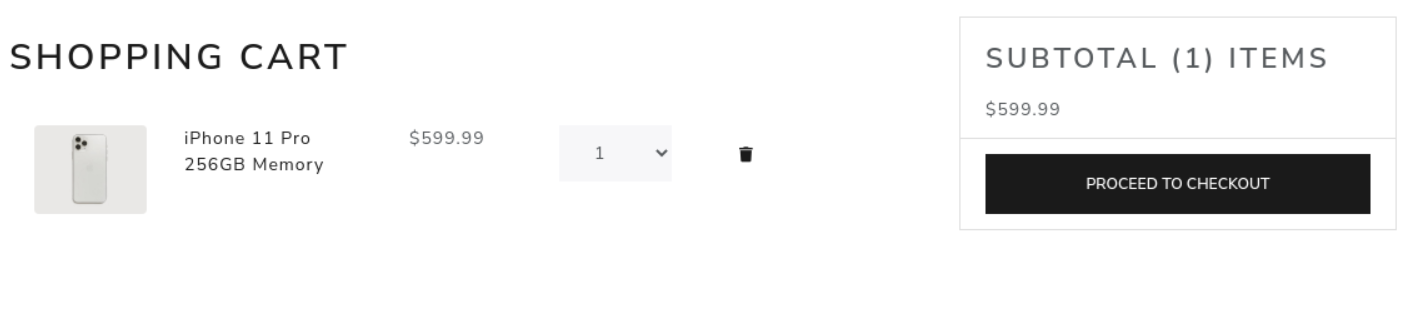 SHOPPING CART
iPhone 11 Pro
256GB Memory
$599.99
1
SUBTOTAL (1) ITEMS
$599.99
PROCEED TO CHECKOUT